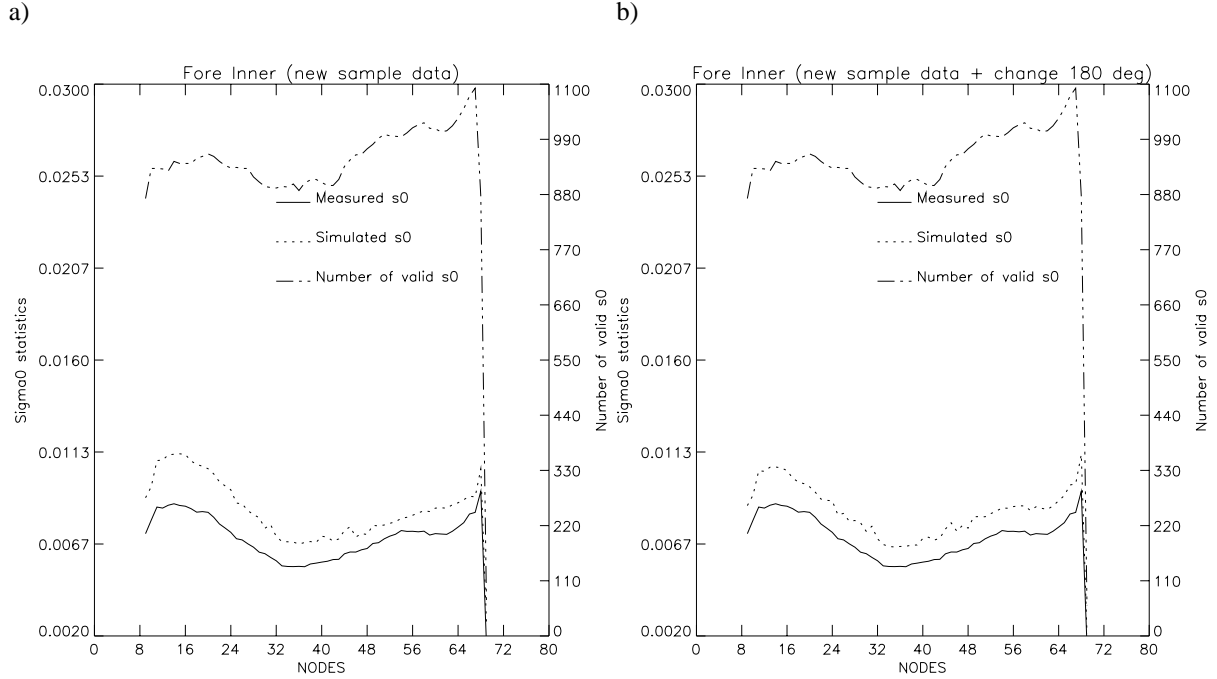 a)
Fore Inner (new sample data)
0.0300
0.0253
0.0207
0.0160
0.0113
0.0067
0.0020
Sigma0 statistics
1100
990
880
770
660
550
440
330
220
110
0
Number of valid s0
Measured s0
Simulated s0
Number of valid s0
0 8 16 24 32 40 48 56 64 72 80
NODES
b)
Fore Inner (new sample data + change 180 deg)
0.0300
0.0253
0.0207
0.0160
0.0113
0.0067
0.0020
Sigma0 statistics
1100
990
880
770
660
550
440
330
220
110
0
Number of valid s0
Measured s0
Simulated s0
Number of valid s0
0 8 16 24 32 40 48 56 64 72 80
NODES